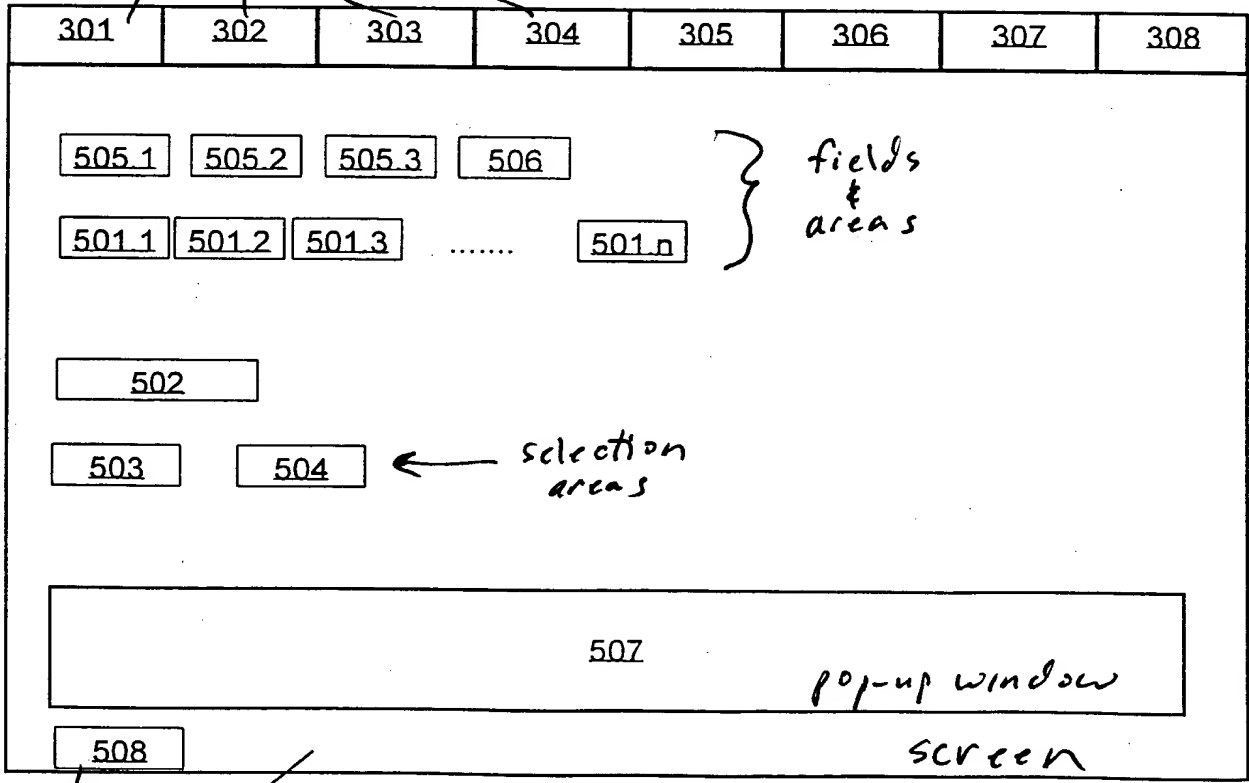 301 302 303 304 305 306 307 308
505.1 505.2 505.3 506
fields
&
areas
501.1 501.2 501.3 ....... 501.n
502
503 504
selection
areas
507
pop-up window
508
screen